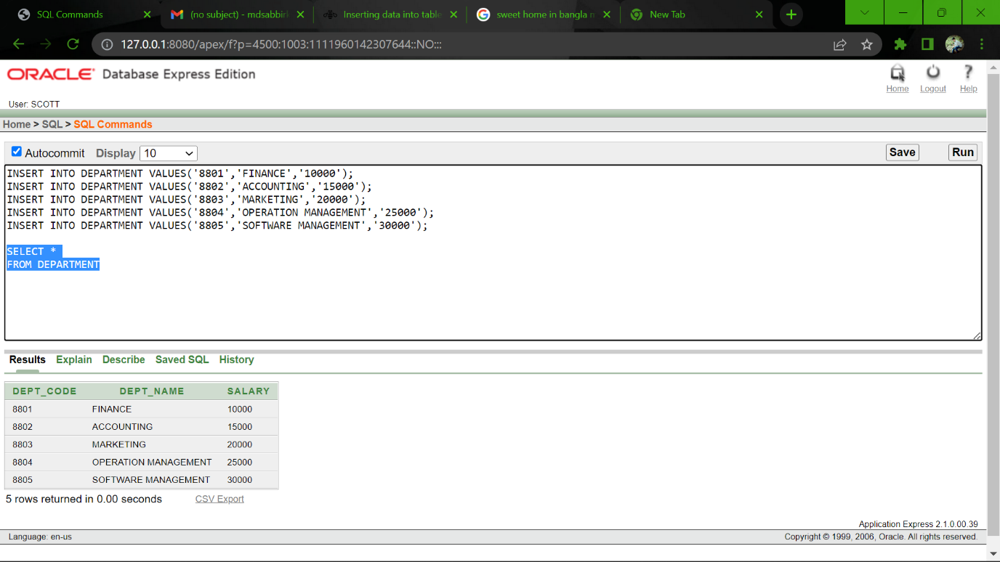 SQL Commands
(no subject) - mdsabbir
Inserting data into table
sweet home in bangla
New Tab
127.0.0.1:8080/apex/f?p=4500:1003:1111960142307644::NO:::
ORACLE Database Express Edition
Home Logout Help
User: SCOTT
Home > SQL > SQL Commands
Autocommit Display 10 Save Run
INSERT INTO DEPARTMENT VALUES('8801','FINANCE','10000');
INSERT INTO DEPARTMENT VALUES('8802','ACCOUNTING','15000');
INSERT INTO DEPARTMENT VALUES('8803','MARKETING','20000');
INSERT INTO DEPARTMENT VALUES('8804','OPERATION MANAGEMENT','25000');
INSERT INTO DEPARTMENT VALUES('8805','SOFTWARE MANAGEMENT','30000');
SELECT *
FROM DEPARTMENT
Results Explain Describe Saved SQL History
DEPT_CODE DEPT_NAME SALARY
8801 FINANCE 10000
8802 ACCOUNTING 15000
8803 MARKETING 20000
8804 OPERATION MANAGEMENT 25000
8805 SOFTWARE MANAGEMENT 30000
5 rows returned in 0.00 seconds CSV Export
Application Express 2.1.0.00.39
Language: en-us Copyright © 1999, 2006, Oracle. All rights reserved.